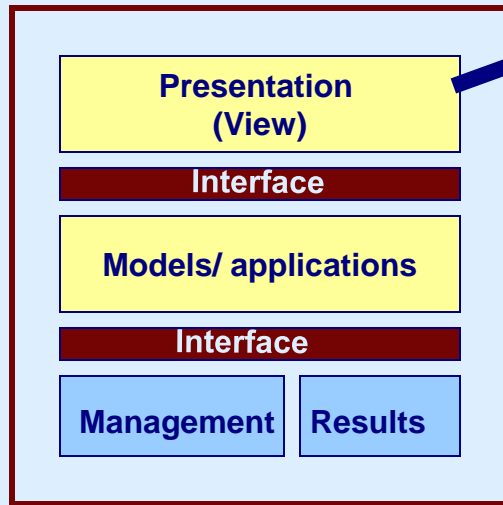 Presentation
(View)
Interface
Models/ applications
Interface
Management
Results